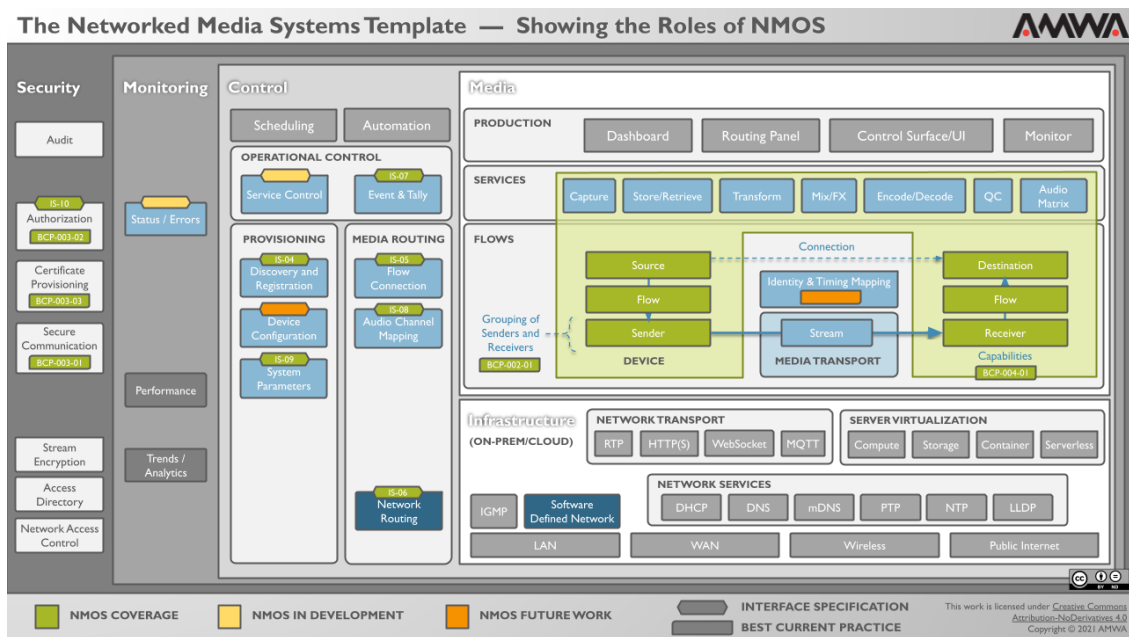 The Networked Media Systems Template — Showing the Roles of NMOS
AMWA
Security
Audit
IS-10
Authorization
BCP-003-02
Certificate
Provisioning
BCP-003-03
Secure
Communication
BCP-003-01
Stream
Encryption
Access
Directory
Network Access
Control
Monitoring
Status / Errors
Performance
Trends /
Analytics
Control
Scheduling
Automation
OPERATIONAL CONTROL
Service Control
IS-07
Event & Tally
PROVISIONING
IS-04
Discovery and
Registration
Device
Configuration
IS-09
System
Parameters
MEDIA ROUTING
IS-05
Flow
Connection
IS-08
Audio Channel
Mapping
IS-06
Network
Routing
Media
PRODUCTION
Dashboard
Routing Panel
Control Surface/UI
Monitor
SERVICES
Capture
Store/Retrieve
Transform
Mix/FX
Encode/Decode
QC
Audio
Matrix
FLOWS
Grouping of
Senders and
Receivers
BCP-002-01
Source
Flow
Sender
DEVICE
Connection
Identity & Timing Mapping
Stream
MEDIA TRANSPORT
Destination
Flow
Receiver
Capabilities
BCP-004-01
Infrastructure
(ON-PREM/CLOUD)
NETWORK TRANSPORT
RTP
HTTP(S)
WebSocket
MQTT
SERVER VIRTUALIZATION
Compute
Storage
Container
Serverless
IGMP
Software
Defined Network
NETWORK SERVICES
DHCP
DNS
mDNS
PTP
NTP
LLDP
LAN
WAN
Wireless
Public Internet
cc
BY ND
NMOS COVERAGE
NMOS IN DEVELOPMENT
NMOS FUTURE WORK
INTERFACE SPECIFICATION
BEST CURRENT PRACTICE
This work is licensed under Creative Commons
Attribution-NoDerivatives 4.0
Copyright © 2021 AMWA